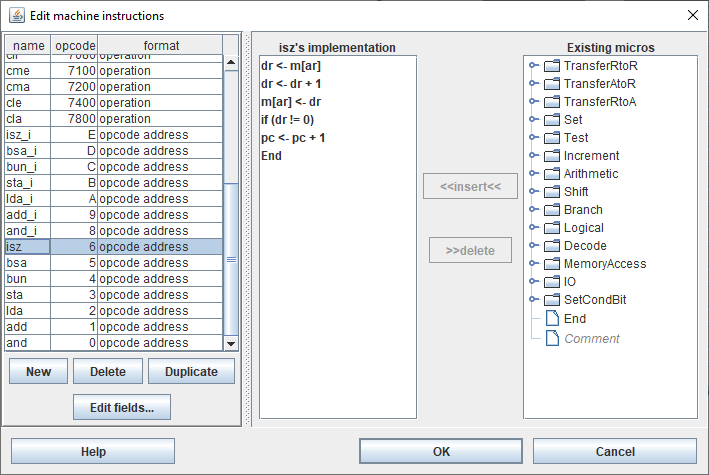 Edit machine instructions
name opcode format
cme 7100 operation
cma 7200 operation
cle 7400 operation
cla 7800 operation
isz_i E opcode address
bsa_i D opcode address
bun_i C opcode address
sta_i B opcode address
lda_i A opcode address
add_i 9 opcode address
and_i 8 opcode address
isz 6 opcode address
bsa 5 opcode address
bun 4 opcode address
sta 3 opcode address
lda 2 opcode address
add 1 opcode address
and 0 opcode address
New Delete Duplicate
Edit fields...
isz's implementation
dr <- m[ar]
dr <- dr + 1
m[ar] <- dr
if (dr != 0)
pc <- pc + 1
End
<<insert<<
>>delete
Existing micros
TransferRtoR
TransferAtoR
TransferRtoA
Set
Test
Increment
Arithmetic
Shift
Branch
Logical
Decode
MemoryAccess
IO
SetCondBit
End
Comment
Help OK Cancel